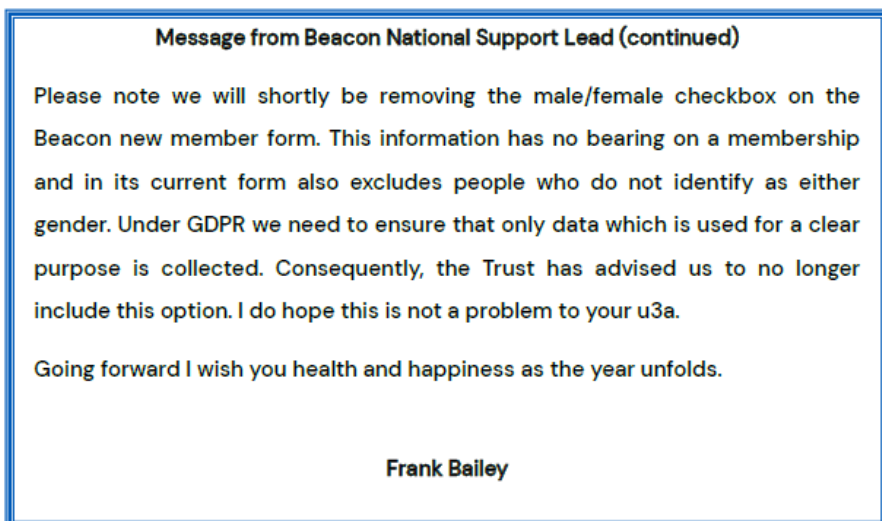 Message from Beacon National Support Lead (continued)
Please note we will shortly be removing the male/female checkbox on the
Beacon new member form. This information has no bearing on a membership
and in its current form also excludes people who do not identify as either
gender. Under GDPR we need to ensure that only data which is used for a clear
purpose is collected. Consequently, the Trust has advised us to no longer
include this option. I do hope this is not a problem to your u3a.
Going forward I wish you health and happiness as the year unfolds.
Frank Bailey